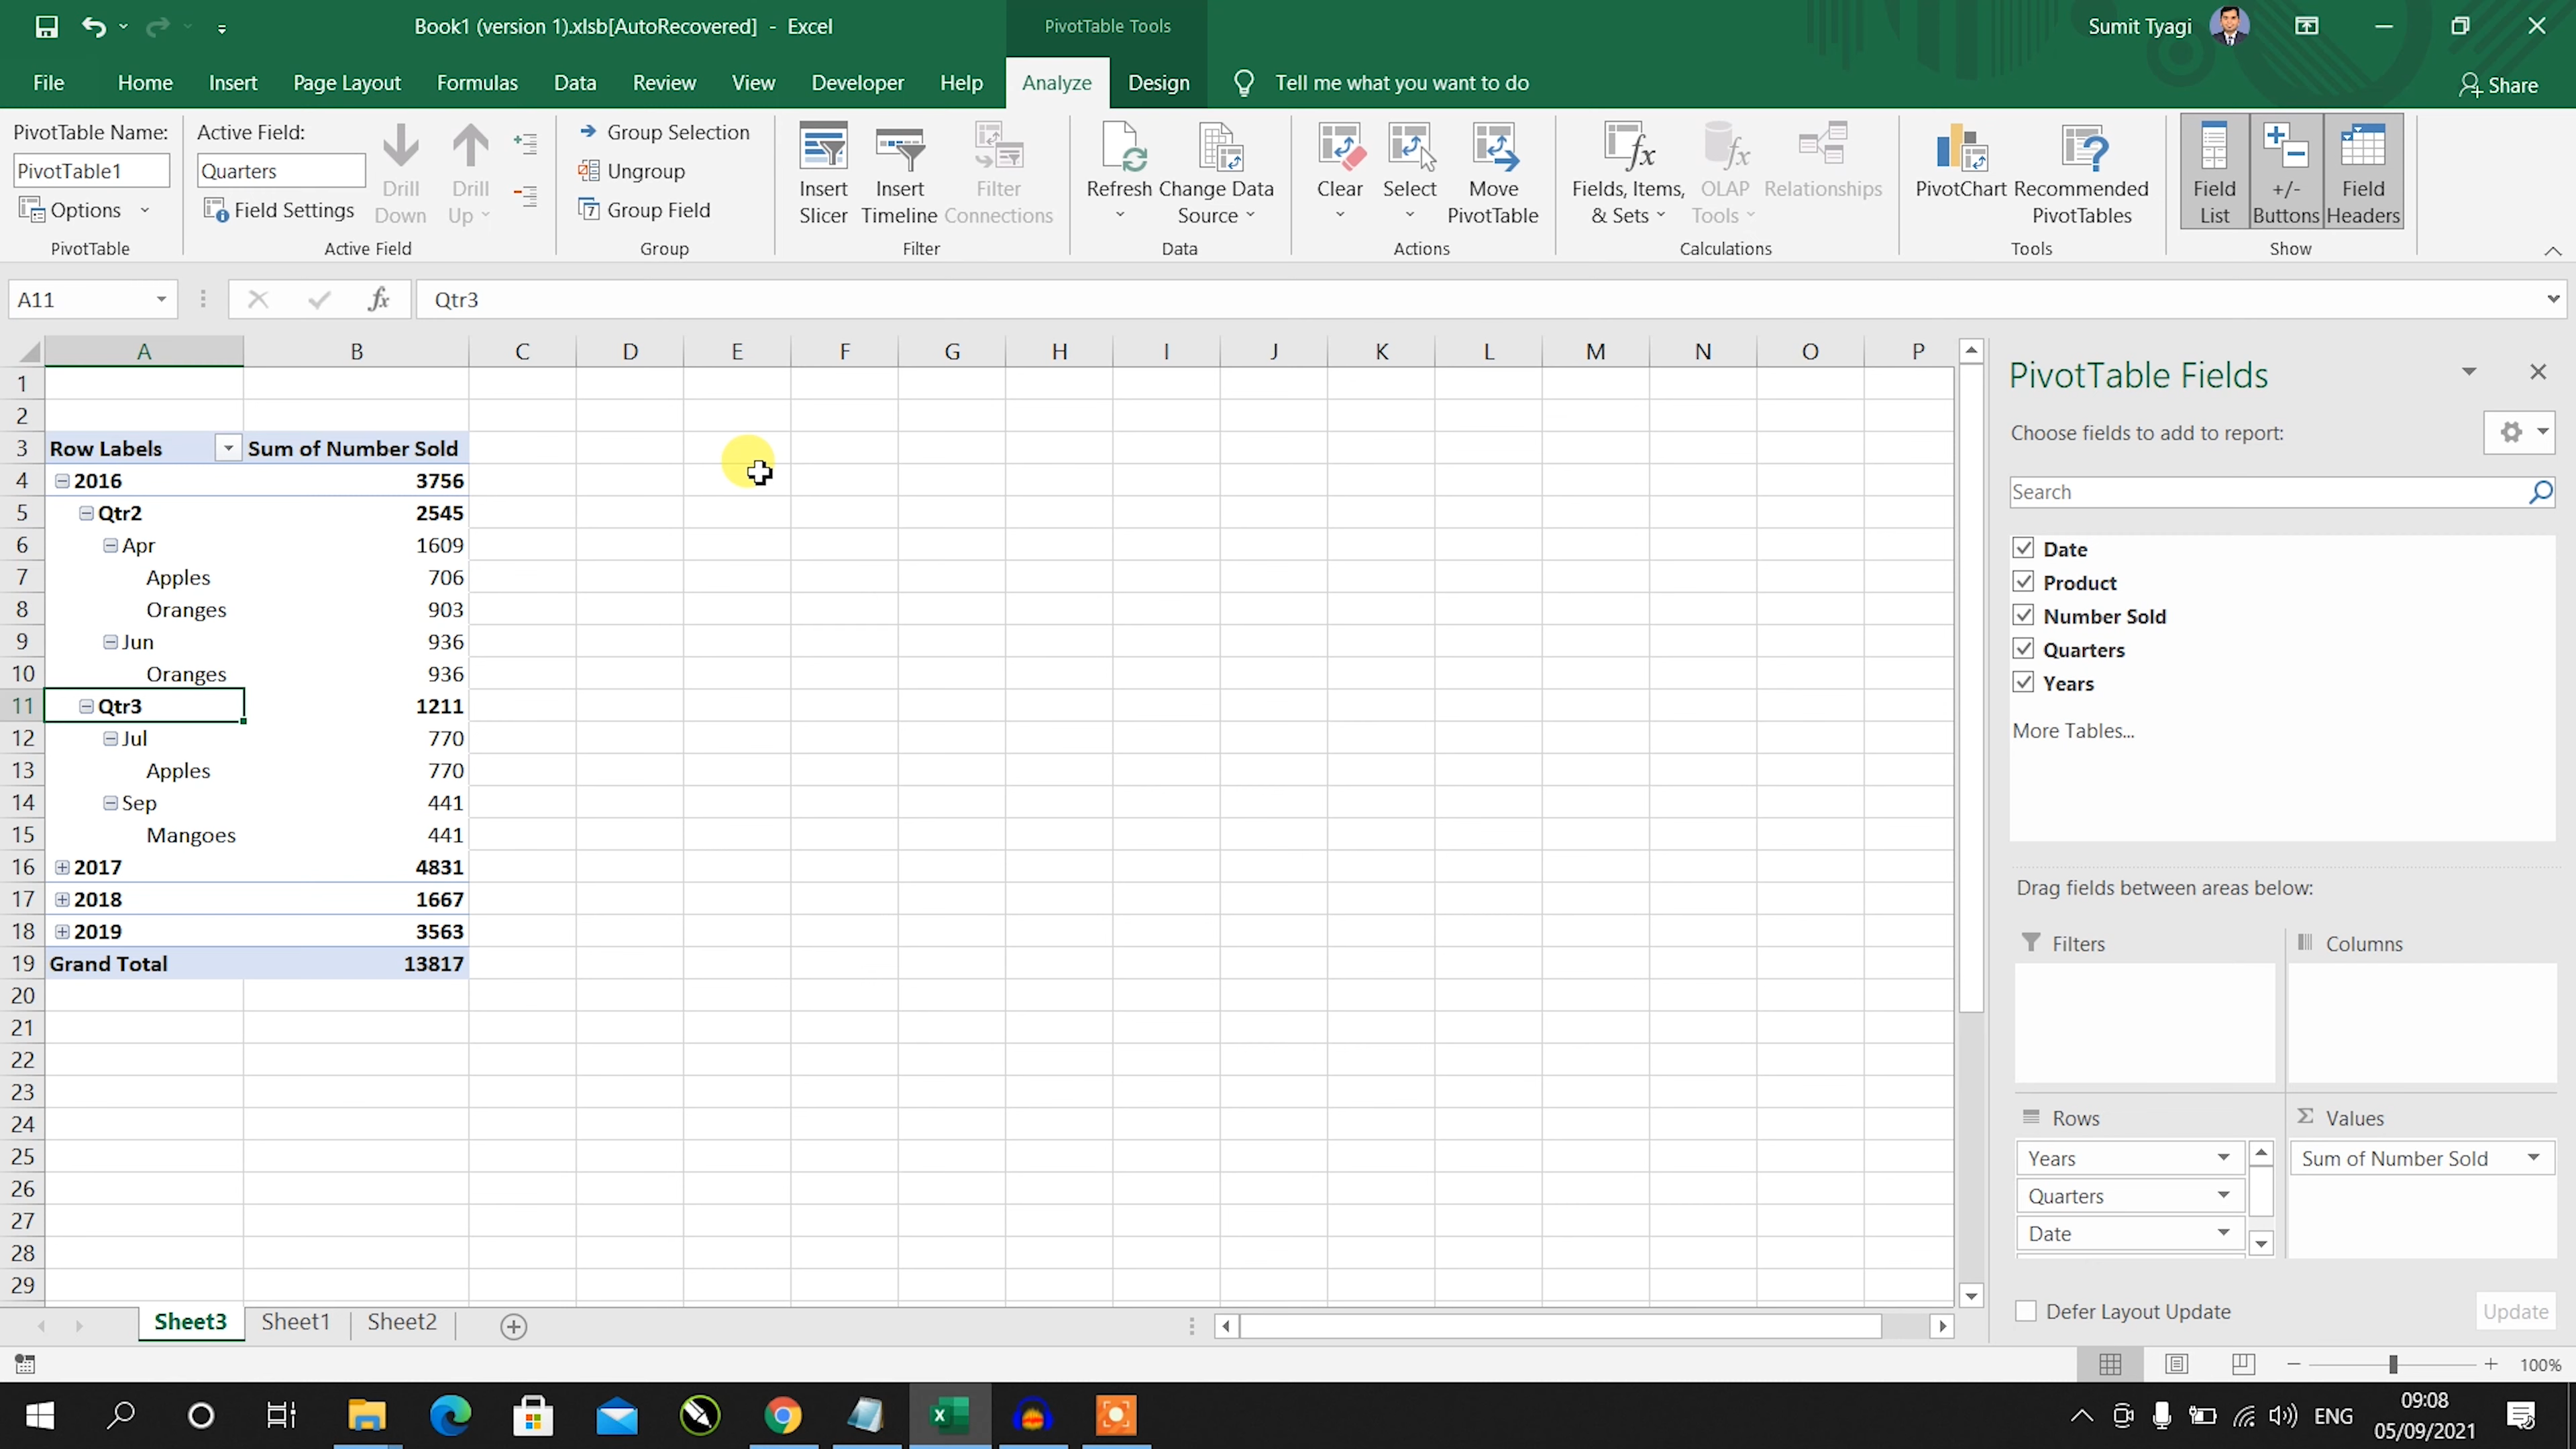 Book1 (version 1).xlsb[AutoRecovered] - Excel
PivotTable Tools
Sumit Tyagi
File Home Insert Page Layout Formulas Data Review View Developer Help Analyze Design Tell me what you want to do Share
PivotTable Name:
PivotTable1
Options
PivotTable
Active Field:
Quarters
Field Settings
Drill Down
Drill Up
Active Field
Group Selection
Ungroup
Group Field
Group
Insert Slicer
Insert Timeline
Filter Connections
Filter
Refresh
Change Data Source
Data
Clear
Select
Move PivotTable
Actions
Fields, Items, & Sets
OLAP Tools
Relationships
Calculations
PivotChart
Recommended PivotTables
Tools
Field List
+/- Buttons
Field Headers
Show
A11 fx Qtr3
A B C D E F G H I J K L M N O P
1
2
3 Row Labels Sum of Number Sold
4 2016 3756
5 Qtr2 2545
6 Apr 1609
7 Apples 706
8 Oranges 903
9 Jun 936
10 Oranges 936
11 Qtr3 1211
12 Jul 770
13 Apples 770
14 Sep 441
15 Mangoes 441
16 2017 4831
17 2018 1667
18 2019 3563
19 Grand Total 13817
20
21
22
23
24
25
26
27
28
29
PivotTable Fields
Choose fields to add to report:
Search
Date
Product
Number Sold
Quarters
Years
More Tables...
Drag fields between areas below:
Filters
Columns
Rows
Σ Values
Years
Quarters
Date
Sum of Number Sold
Defer Layout Update
Update
Sheet3 Sheet1 Sheet2
100%
ENG
09:08
05/09/2021